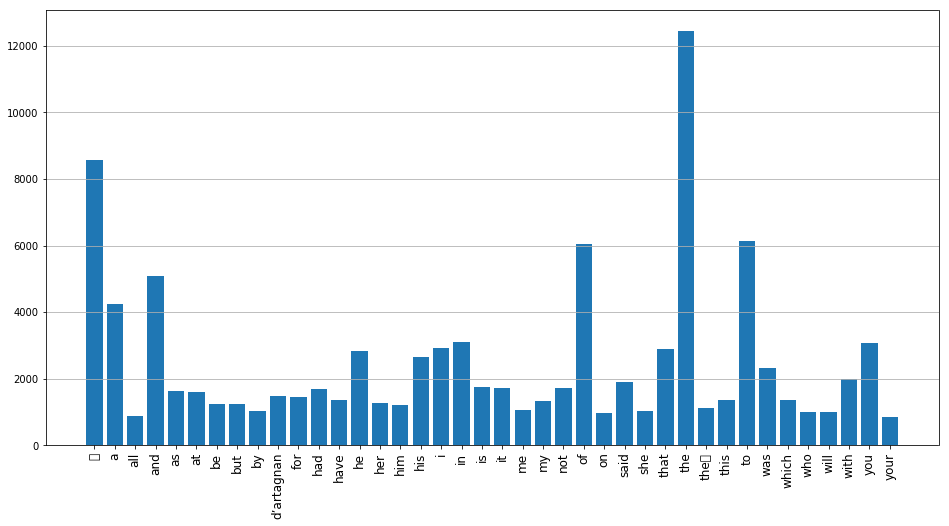 12000
10000
8000
6000
4000
2000
0
▯
a
all
and
as
at
be
but
by
d'artagnan
for
had
have
he
her
him
his
i
in
is
it
me
my
not
of
on
said
she
that
the
the▯
this
to
was
which
who
will
with
you
your